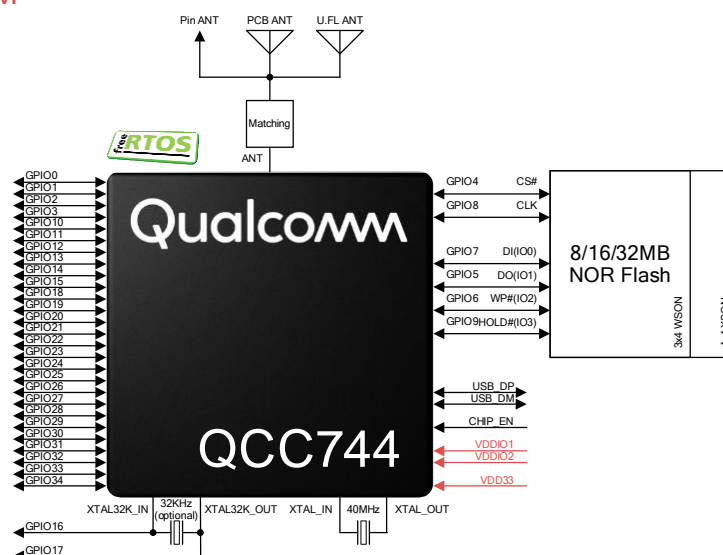 Pin ANT
PCB ANT
U.FL ANT
Matching
ANT
freeRTOS
GPIO0
GPIO1
GPIO2
GPIO3
GPIO10
GPIO11
GPIO12
GPIO13
GPIO14
GPIO15
GPIO18
GPIO19
GPIO20
GPIO21
GPIO22
GPIO23
GPIO24
GPIO25
GPIO26
GPIO27
GPIO28
GPIO29
GPIO30
GPIO31
GPIO32
GPIO33
GPIO34
Qualcomm
QCC744
GPIO4 CS#
GPIO8 CLK
GPIO7 DI(IO0)
GPIO5 DO(IO1)
GPIO6 WP#(IO2)
GPIO9 HOLD#(IO3)
8/16/32MB
NOR Flash
3x4 WSON
USB_DP
USB_DM
CHIP_EN
VDDIO1
VDDIO2
VDD33
XTAL32K_IN
32KHz
(optional)
XTAL32K_OUT
XTAL_IN
40MHz
XTAL_OUT
GPIO16
GPIO17